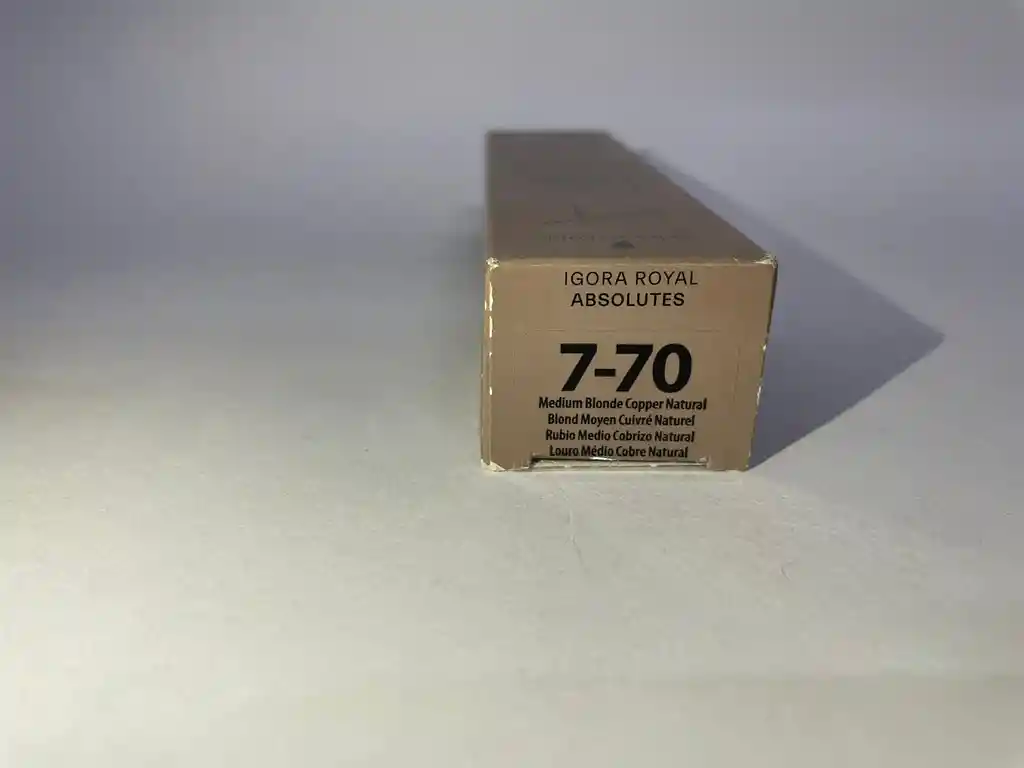 IGORA ROYAL
ABSOLUTES
7-70
Medium Blonde Copper Natural
Blond Moyen Cuivré Naturel
Rubio Medio Cobrizo Natural
Louro Médio Cobre Natural